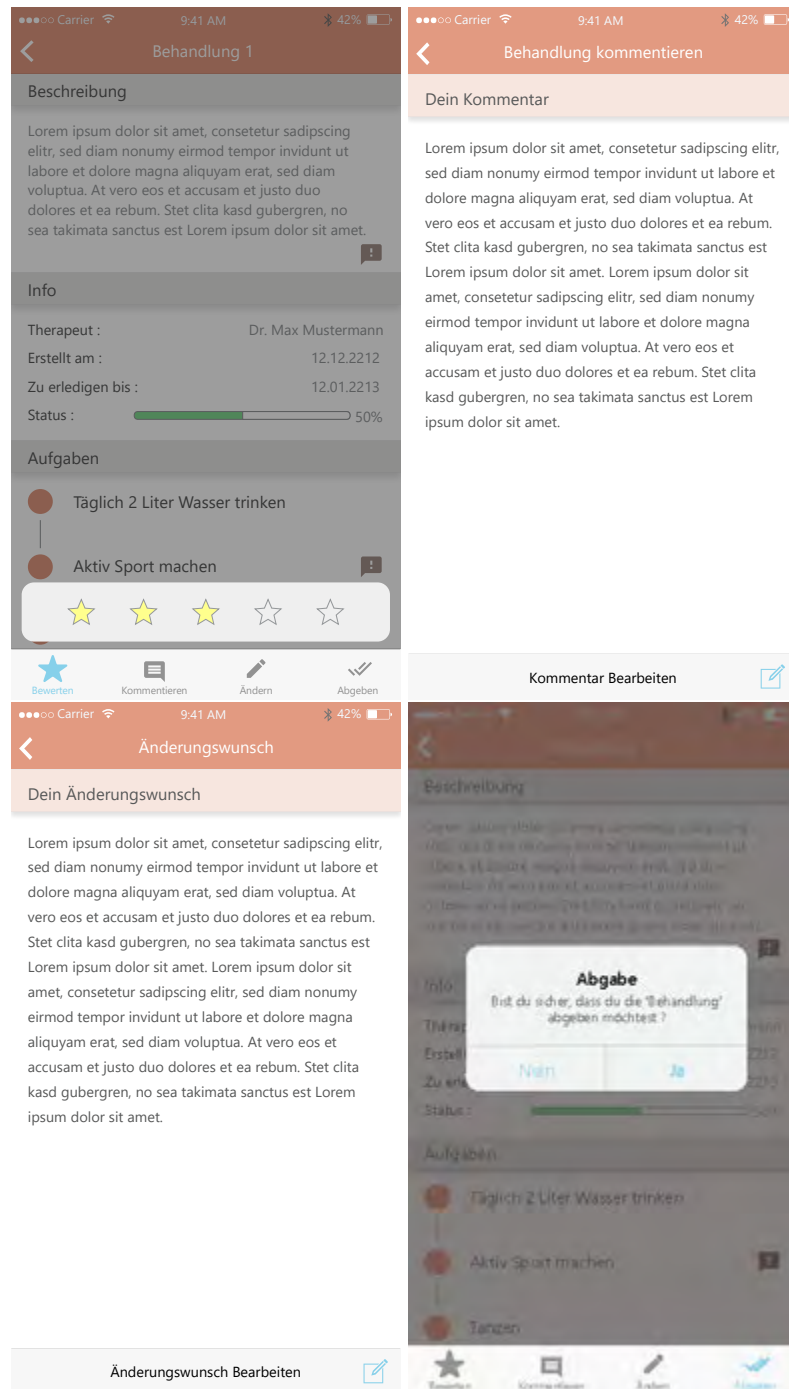 Carrier 9:41 AM 42%
Behandlung 1
Beschreibung
Lorem ipsum dolor sit amet, consetetur sadipscing
elitr, sed diam nonumy eirmod tempor invidunt ut
labore et dolore magna aliquyam erat, sed diam
voluptua. At vero eos et accusam et justo duo
dolores et ea rebum. Stet clita kasd gubergren, no
sea takimata sanctus est Lorem ipsum dolor sit amet.
Info
Therapeut : Dr. Max Mustermann
Erstellt am : 12.12.2212
Zu erledigen bis : 12.01.2213
Status : 50%
Aufgaben
Täglich 2 Liter Wasser trinken
Aktiv Sport machen
Bewerten Kommentieren Ändern Abgeben
Carrier 9:41 AM 42%
Behandlung kommentieren
Dein Kommentar
Lorem ipsum dolor sit amet, consetetur sadipscing elitr,
sed diam nonumy eirmod tempor invidunt ut labore et
dolore magna aliquyam erat, sed diam voluptua. At
vero eos et accusam et justo duo dolores et ea rebum.
Stet clita kasd gubergren, no sea takimata sanctus est
Lorem ipsum dolor sit amet. Lorem ipsum dolor sit
amet, consetetur sadipscing elitr, sed diam nonumy
eirmod tempor invidunt ut labore et dolore magna
aliquyam erat, sed diam voluptua. At vero eos et
accusam et justo duo dolores et ea rebum. Stet clita
kasd gubergren, no sea takimata sanctus est Lorem
ipsum dolor sit amet.
Kommentar Bearbeiten
Carrier 9:41 AM 42%
Änderungswunsch
Dein Änderungswunsch
Lorem ipsum dolor sit amet, consetetur sadipscing elitr,
sed diam nonumy eirmod tempor invidunt ut labore et
dolore magna aliquyam erat, sed diam voluptua. At
vero eos et accusam et justo duo dolores et ea rebum.
Stet clita kasd gubergren, no sea takimata sanctus est
Lorem ipsum dolor sit amet. Lorem ipsum dolor sit
amet, consetetur sadipscing elitr, sed diam nonumy
eirmod tempor invidunt ut labore et dolore magna
aliquyam erat, sed diam voluptua. At vero eos et
accusam et justo duo dolores et ea rebum. Stet clita
kasd gubergren, no sea takimata sanctus est Lorem
ipsum dolor sit amet.
Änderungswunsch Bearbeiten
Beschreibung
Abgabe
Bist du sicher, dass du die 'Behandlung'
abgeben möchtest ?
Nein Ja
Info
Status :
Aufgaben
Täglich 2 Liter Wasser trinken
Aktiv Sport machen
Tanzen
Bewerten Kommentieren Ändern Abgeben